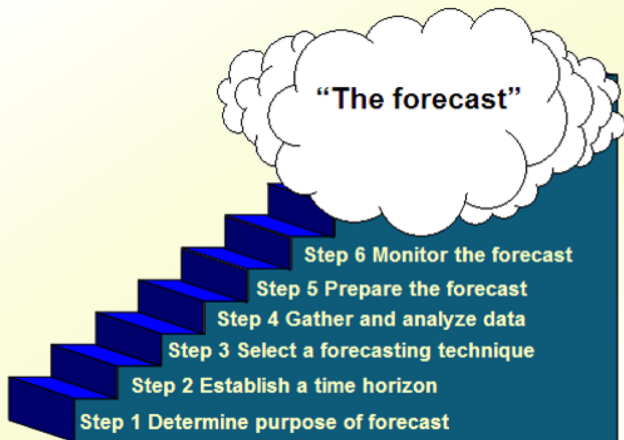 “The forecast”
Step 6 Monitor the forecast
Step 5 Prepare the forecast
Step 4 Gather and analyze data
Step 3 Select a forecasting technique
Step 2 Establish a time horizon
Step 1 Determine purpose of forecast